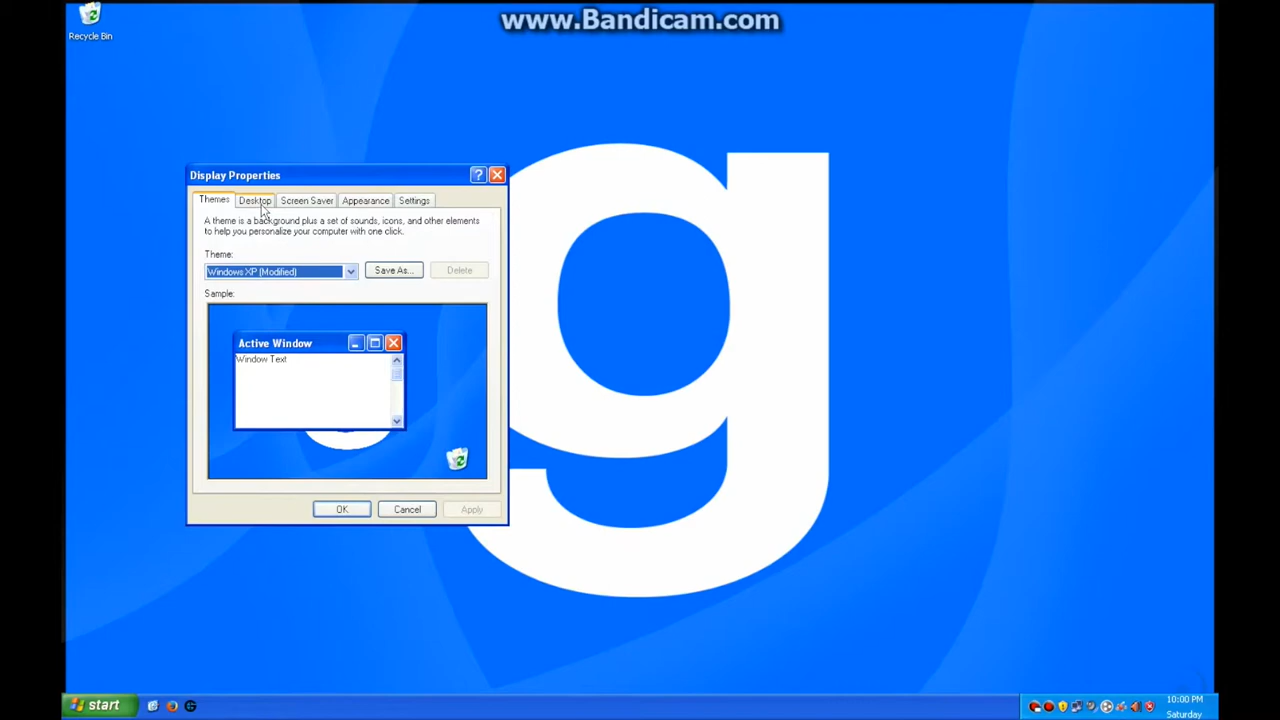 www.Bandicam.com
Recycle Bin
g
Display Properties
Themes Desktop Screen Saver Appearance Settings
A theme is a background plus a set of sounds, icons, and other elements
to help you personalize your computer with one click.
Theme:
Windows XP (Modified) Save As... Delete
Sample:
Active Window
Window Text
OK Cancel Apply
start
10:00 PM
Saturday